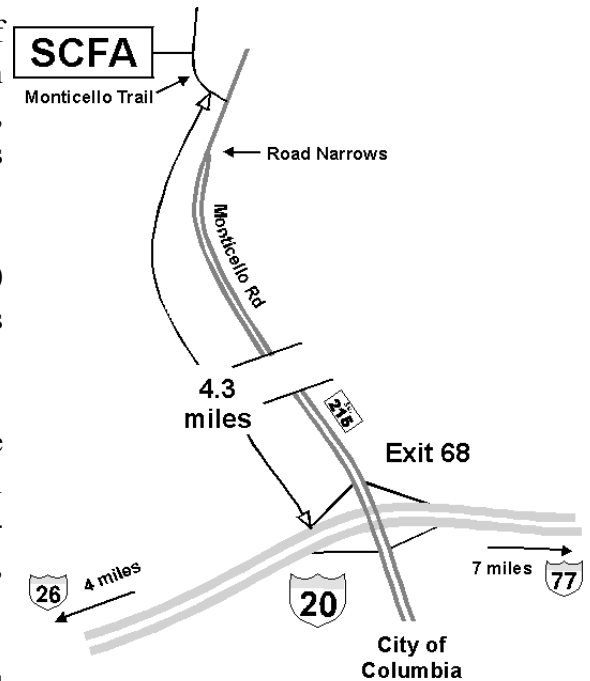 SCFA
Monticello Trail
Road Narrows
Monticello Rd
4.3
miles
215
Exit 68
26
4 miles
20
7 miles
77
City of
Columbia